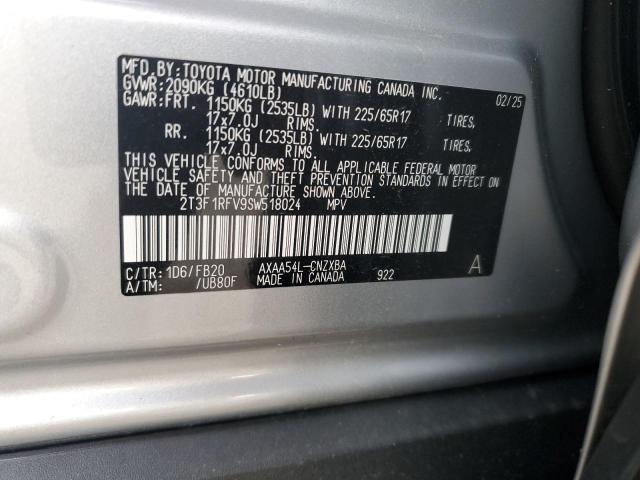 MFD. BY: TOYOTA MOTOR MANUFACTURING CANADA INC.
GVWR: 2090KG (4610LB) 02/25
GAWR: FRT. 1150KG (2535LB) WITH 225/65R17 TIRES,
17x7.0J RIMS.
RR. 1150KG (2535LB) WITH 225/65R17 TIRES,
17x7.0J RIMS.
THIS VEHICLE CONFORMS TO ALL APPLICABLE FEDERAL MOTOR
VEHICLE SAFETY AND THEFT PREVENTION STANDARDS IN EFFECT ON
THE DATE OF MANUFACTURE SHOWN ABOVE.
2T3F1RFV9SW518024 MPV
C/TR: 1D6/FB20 AXAA54L-CNZXBA A
A/TM: /UB80F MADE IN CANADA 922